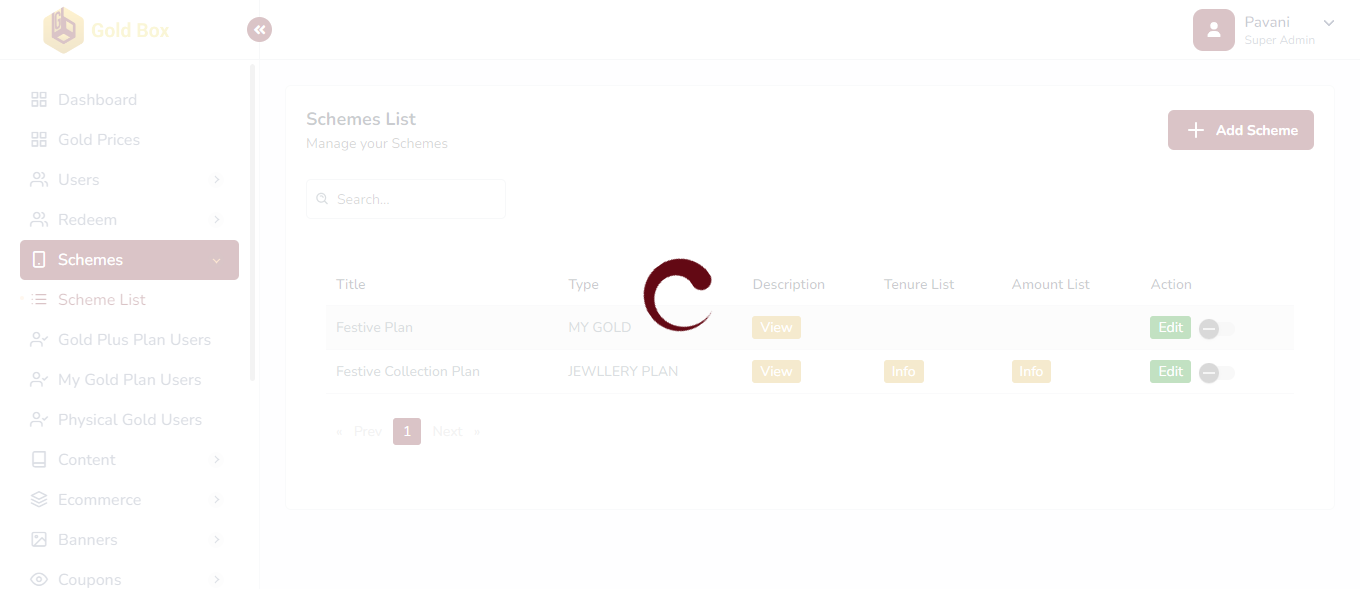 Gold Box
Pavani
Super Admin
Dashboard
Gold Prices
Users
Redeem
Schemes
Scheme List
Gold Plus Plan Users
My Gold Plan Users
Physical Gold Users
Content
Ecommerce
Banners
Coupons
Schemes List
Manage your Schemes
Add Scheme
Search...
Title Type Description Tenure List Amount List Action
Festive Plan MY GOLD View Edit
Festive Collection Plan JEWLLERY PLAN View Info Info Edit
« Prev 1 Next »